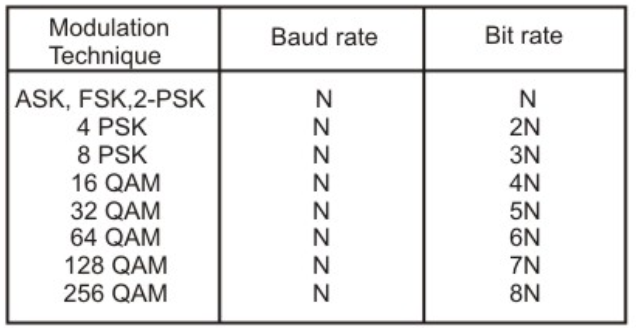 Modulation Technique Baud rate Bit rate
ASK, FSK,2-PSK N N
4 PSK N 2N
8 PSK N 3N
16 QAM N 4N
32 QAM N 5N
64 QAM N 6N
128 QAM N 7N
256 QAM N 8N